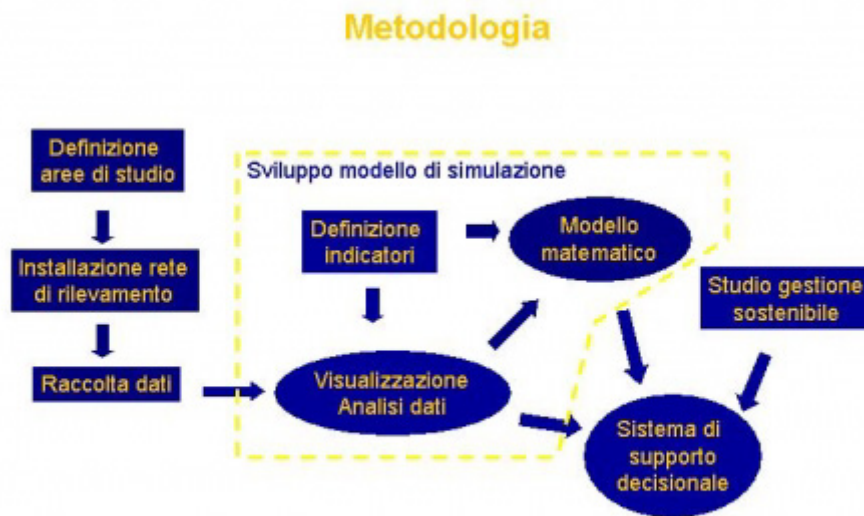 Metodologia
Definizione
aree di studio
Installazione rete
di rilevamento
Raccolta dati
Sviluppo modello di simulazione
Definizione
indicatori
Modello
matematico
Visualizzazione
Analisi dati
Studio gestione
sostenibile
Sistema di
supporto
decisionale